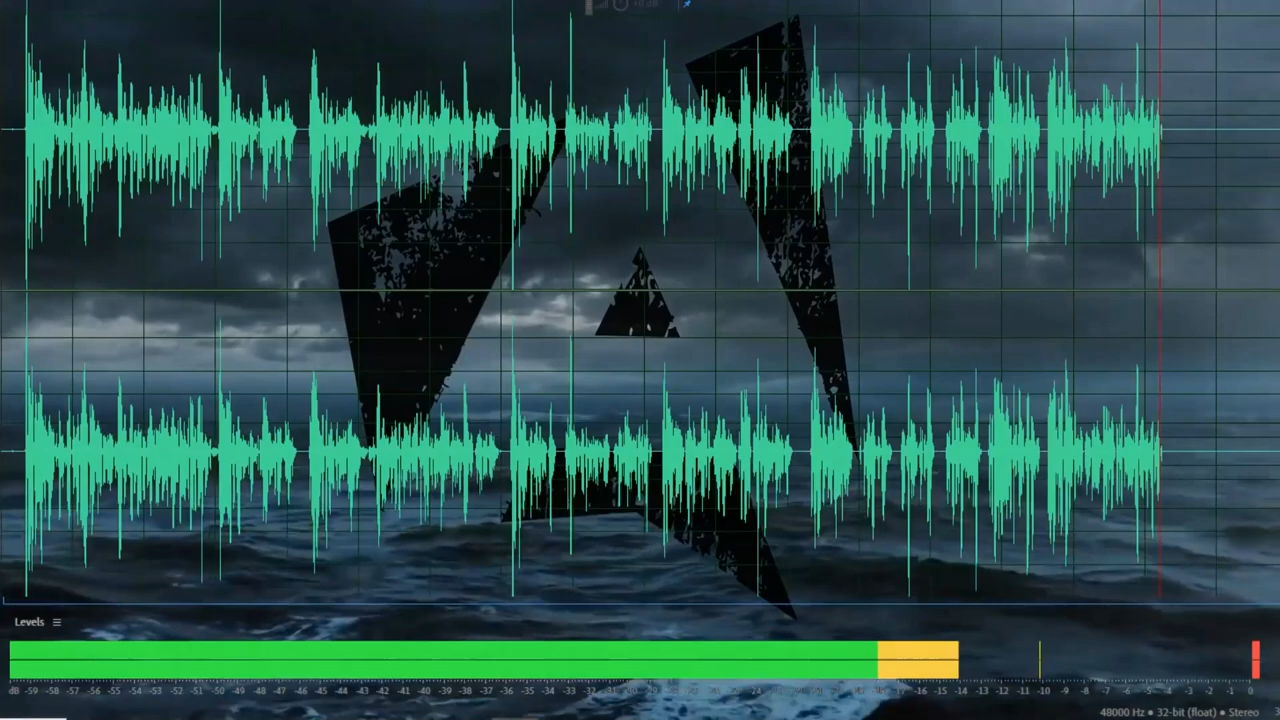 Levels ☰
dB -59 -58 -57 -56 -55 -54 -53 -52 -51 -50 -49 -48 -47 -46 -45 -44 -43 -42 -41 -40 -39 -38 -37 -36 -35 -34 -33 -32 -31 -15 -14 -13 -12 -11 -10 -9 -8 -7 -6 -5 -4 -3 -2 -1 0
48000 Hz ● 32-bit (float) ● Stereo